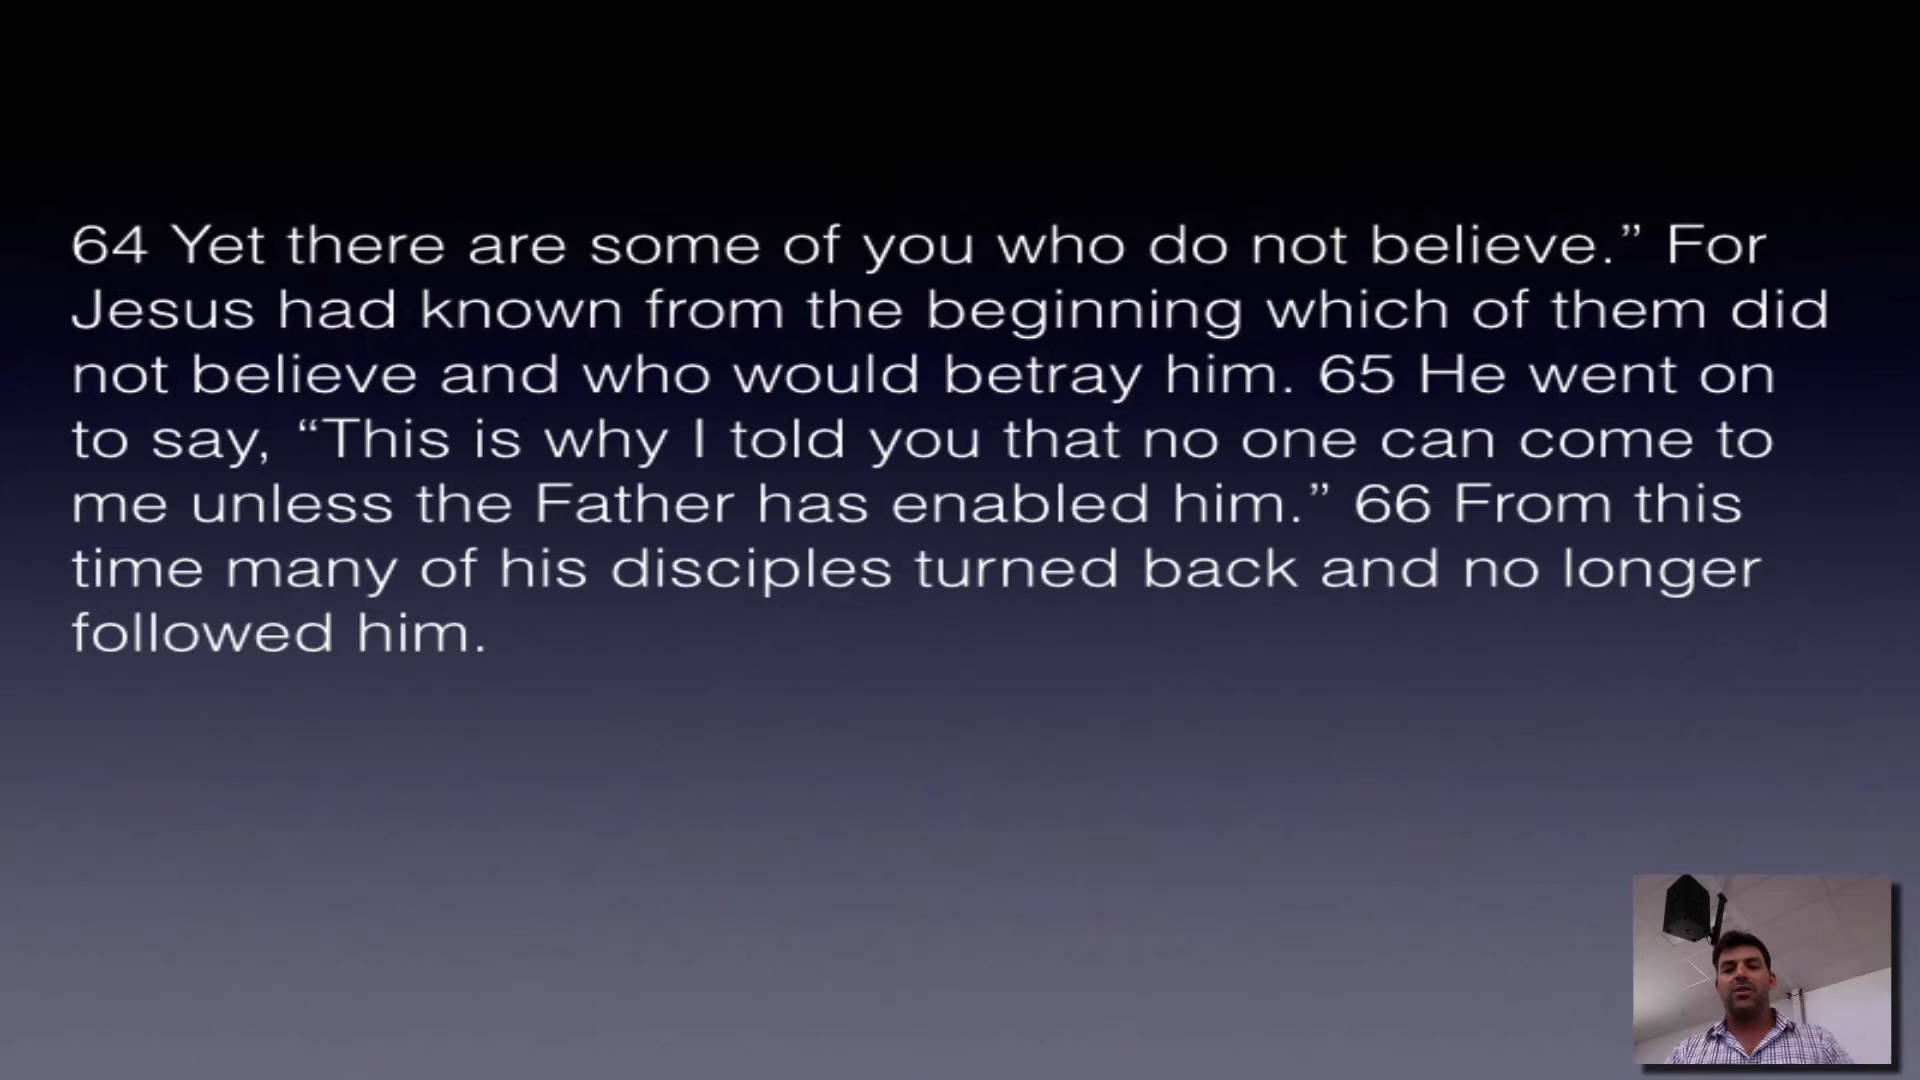 64 Yet there are some of you who do not believe.” For
Jesus had known from the beginning which of them did
not believe and who would betray him. 65 He went on
to say, “This is why I told you that no one can come to
me unless the Father has enabled him.” 66 From this
time many of his disciples turned back and no longer
followed him.